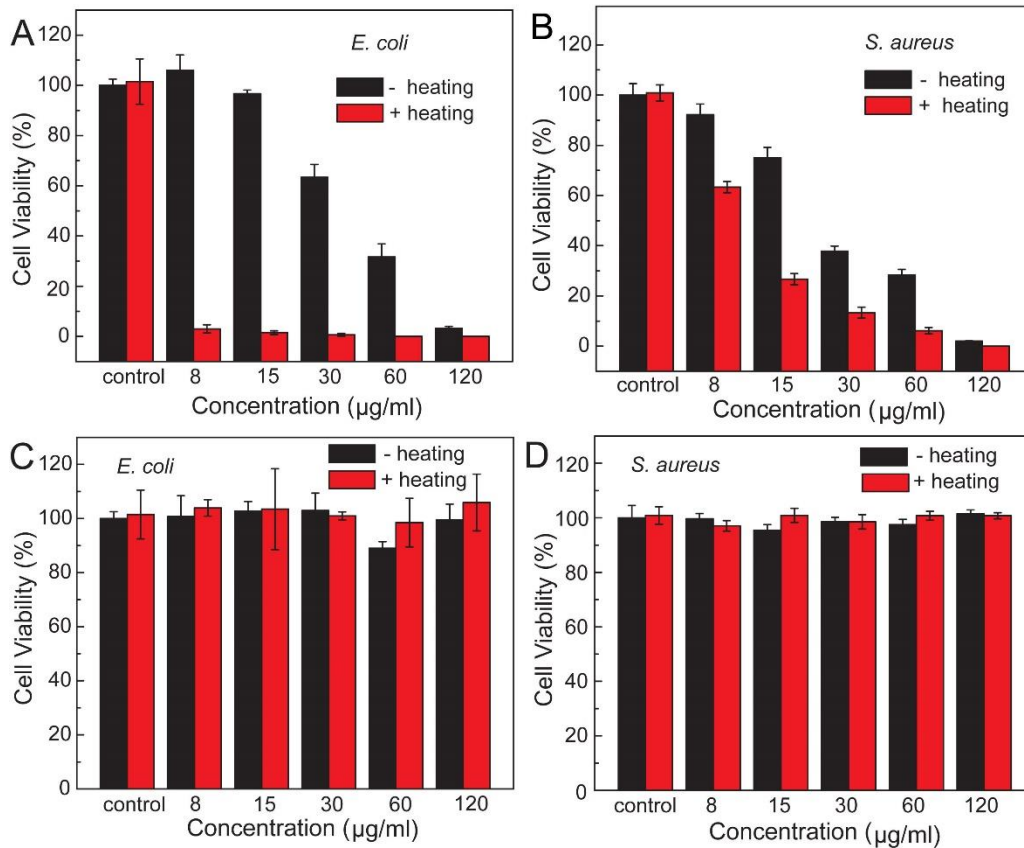 A
E. coli
- heating
+ heating
Cell Viability (%)
120
100
80
60
40
20
0
control 8 15 30 60 120
Concentration (µg/ml)
B
S. aureus
- heating
+ heating
Cell Viability (%)
120
100
80
60
40
20
0
control 8 15 30 60 120
Concentration (µg/ml)
C
E. coli
- heating
+ heating
Cell Viability (%)
120
100
80
60
40
20
0
control 8 15 30 60 120
Concentration (µg/ml)
D
S. aureus
- heating
+ heating
Cell Viability (%)
120
100
80
60
40
20
0
control 8 15 30 60 120
Concentration (µg/ml)